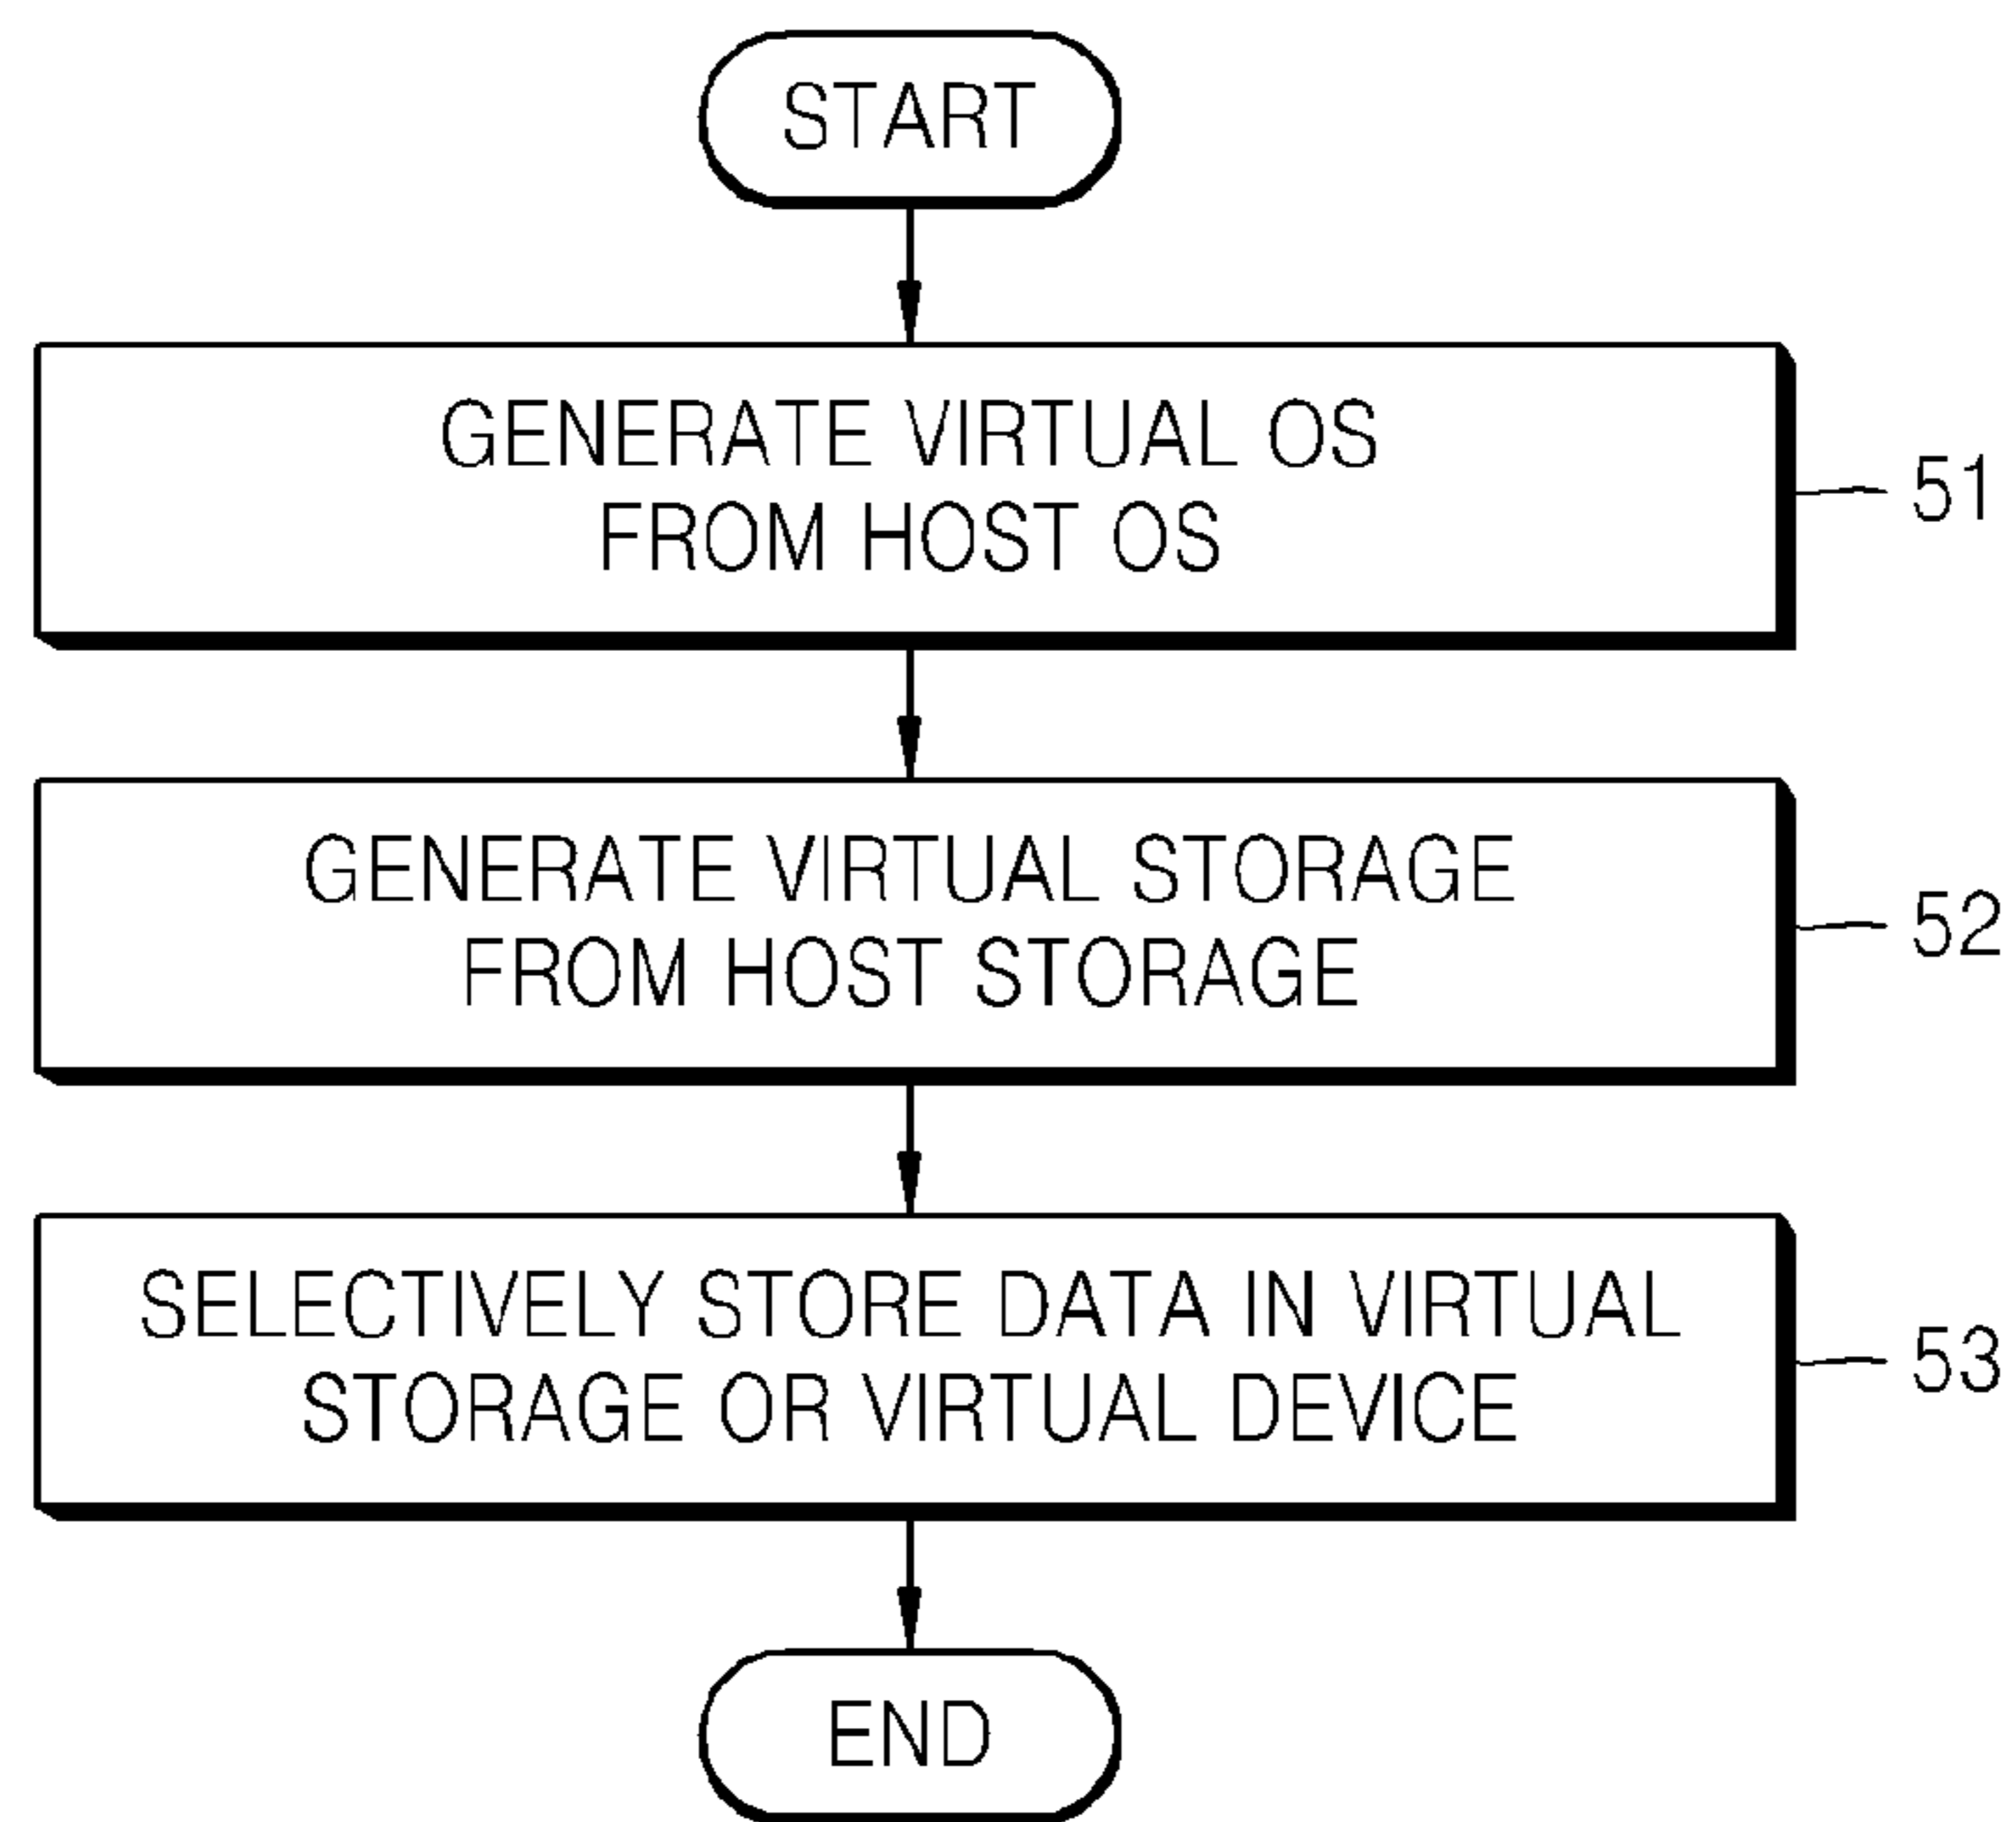 START
GENERATE VIRTUAL OS
FROM HOST OS
51
GENERATE VIRTUAL STORAGE
FROM HOST STORAGE
52
SELECTIVELY STORE DATA IN VIRTUAL
STORAGE OR VIRTUAL DEVICE
53
END